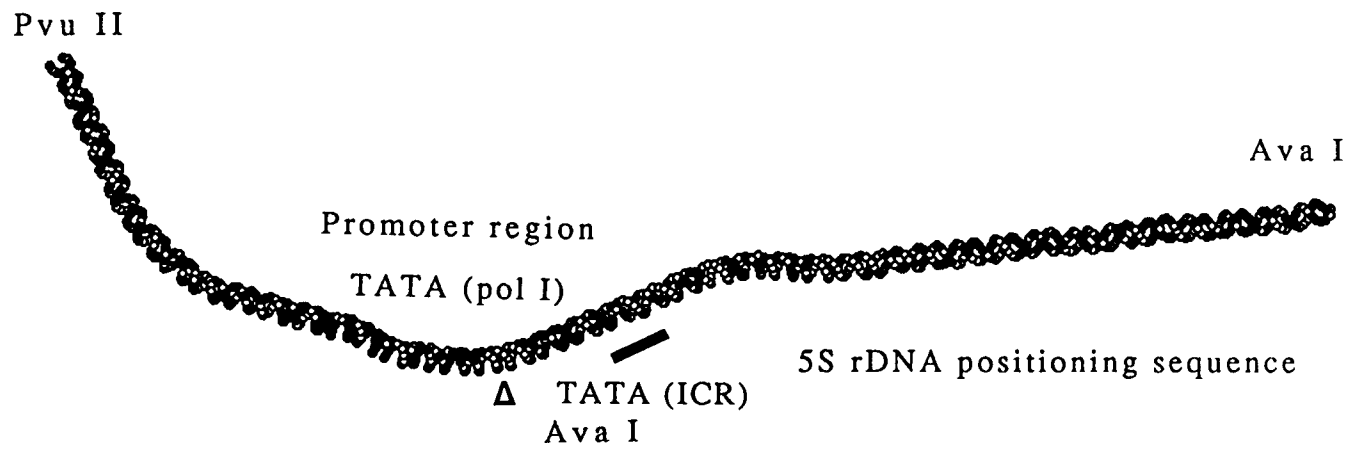 Pvu II
Ava I
Promoter region
TATA (pol I)
5S rDNA positioning sequence
Δ TATA (ICR)
Ava I